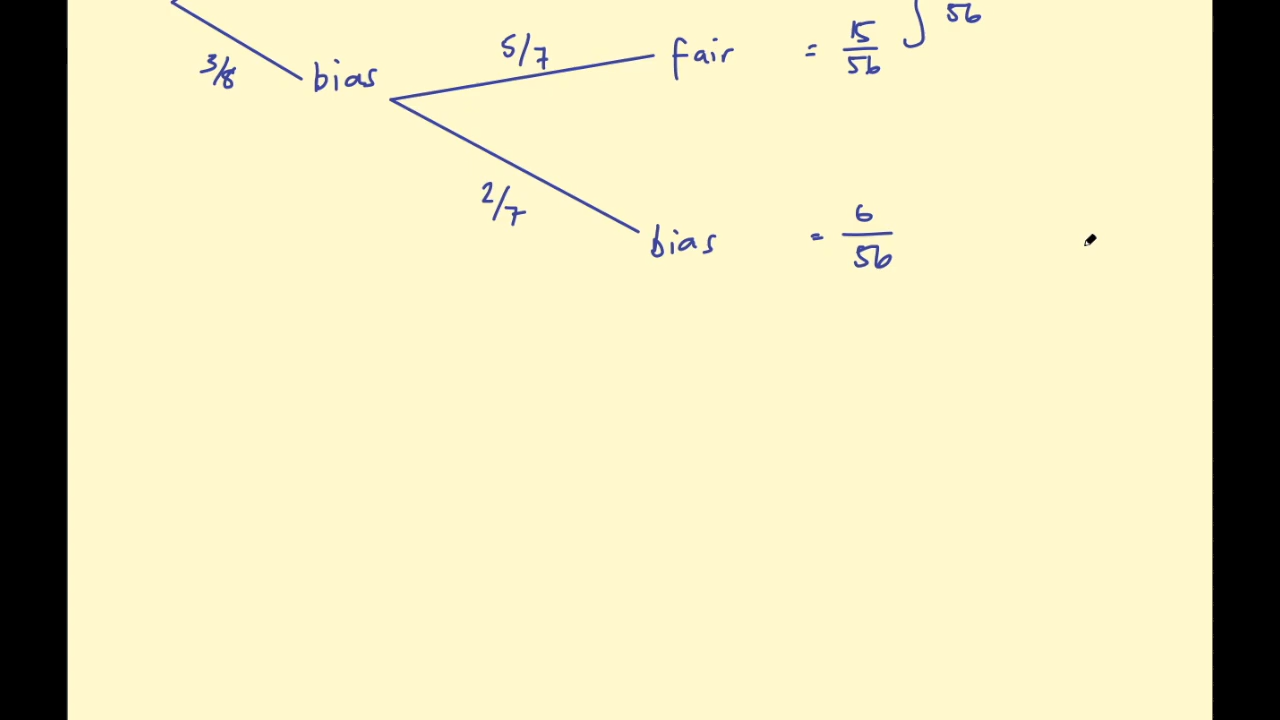 56
5/7 fair = 15/56
3/8 bias
2/7
bias = 6/56